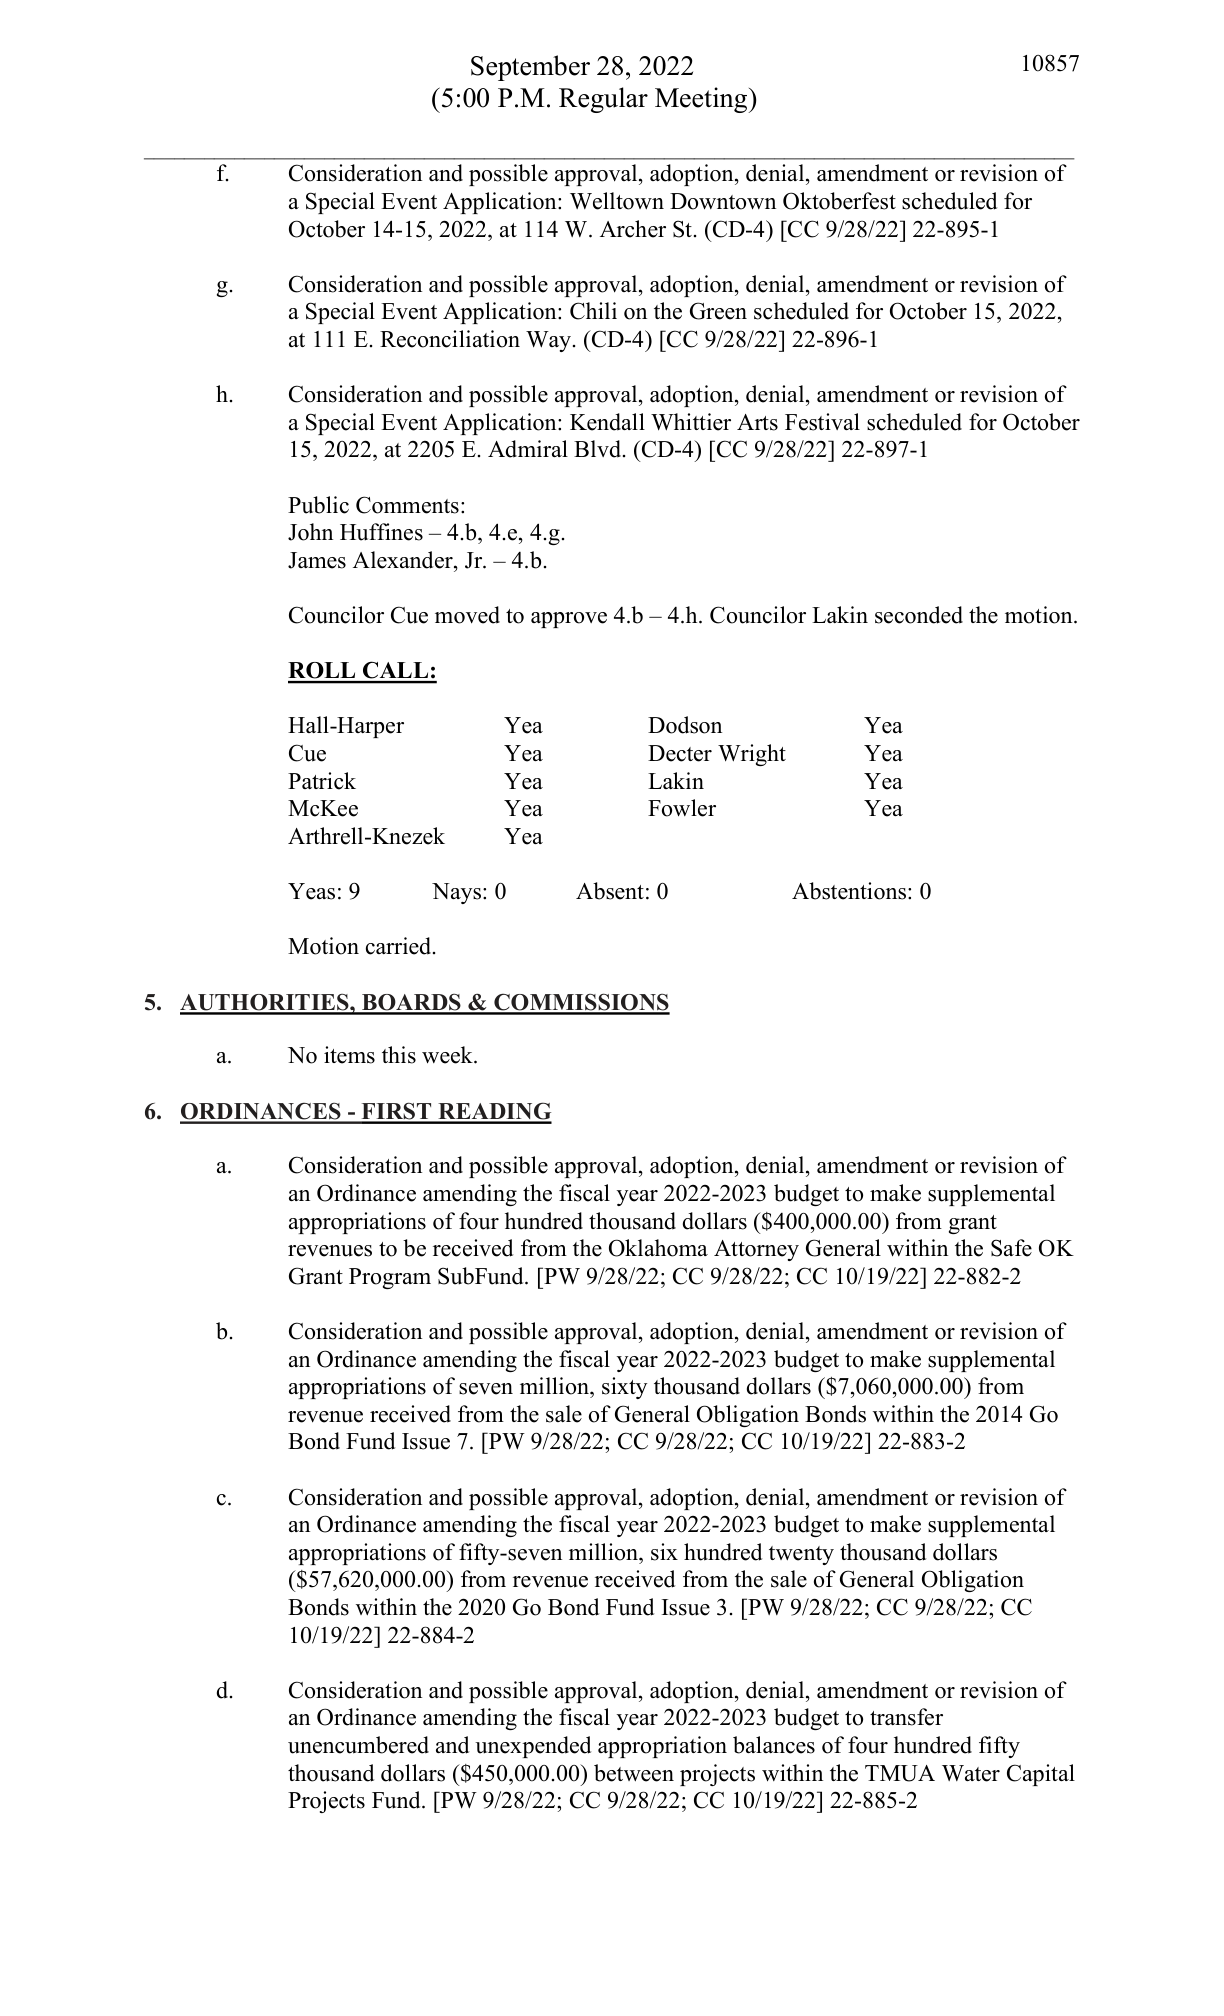 September 28, 2022
10857
(5:00 P.M. Regular Meeting)
f. Consideration and possible approval, adoption, denial, amendment or revision of
a Special Event Application: Welltown Downtown Oktoberfest scheduled for
October 14-15, 2022, at 114 W. Archer St. (CD-4) [CC 9/28/22] 22-895-1
g. Consideration and possible approval, adoption, denial, amendment or revision of
a Special Event Application: Chili on the Green scheduled for October 15, 2022,
at 111 E. Reconciliation Way. (CD-4) [CC 9/28/22] 22-896-1
h. Consideration and possible approval, adoption, denial, amendment or revision of
a Special Event Application: Kendall Whittier Arts Festival scheduled for October
15, 2022, at 2205 E. Admiral Blvd. (CD-4) [CC 9/28/22] 22-897-1
Public Comments:
John Huffines – 4.b, 4.e, 4.g.
James Alexander, Jr. – 4.b.
Councilor Cue moved to approve 4.b – 4.h. Councilor Lakin seconded the motion.
ROLL CALL:
Hall-Harper Yea Dodson Yea
Cue Yea Decter Wright Yea
Patrick Yea Lakin Yea
McKee Yea Fowler Yea
Arthrell-Knezek Yea
Yeas: 9 Nays: 0 Absent: 0 Abstentions: 0
Motion carried.
5. AUTHORITIES, BOARDS & COMMISSIONS
a. No items this week.
6. ORDINANCES - FIRST READING
a. Consideration and possible approval, adoption, denial, amendment or revision of
an Ordinance amending the fiscal year 2022-2023 budget to make supplemental
appropriations of four hundred thousand dollars ($400,000.00) from grant
revenues to be received from the Oklahoma Attorney General within the Safe OK
Grant Program SubFund. [PW 9/28/22; CC 9/28/22; CC 10/19/22] 22-882-2
b. Consideration and possible approval, adoption, denial, amendment or revision of
an Ordinance amending the fiscal year 2022-2023 budget to make supplemental
appropriations of seven million, sixty thousand dollars ($7,060,000.00) from
revenue received from the sale of General Obligation Bonds within the 2014 Go
Bond Fund Issue 7. [PW 9/28/22; CC 9/28/22; CC 10/19/22] 22-883-2
c. Consideration and possible approval, adoption, denial, amendment or revision of
an Ordinance amending the fiscal year 2022-2023 budget to make supplemental
appropriations of fifty-seven million, six hundred twenty thousand dollars
($57,620,000.00) from revenue received from the sale of General Obligation
Bonds within the 2020 Go Bond Fund Issue 3. [PW 9/28/22; CC 9/28/22; CC
10/19/22] 22-884-2
d. Consideration and possible approval, adoption, denial, amendment or revision of
an Ordinance amending the fiscal year 2022-2023 budget to transfer
unencumbered and unexpended appropriation balances of four hundred fifty
thousand dollars ($450,000.00) between projects within the TMUA Water Capital
Projects Fund. [PW 9/28/22; CC 9/28/22; CC 10/19/22] 22-885-2